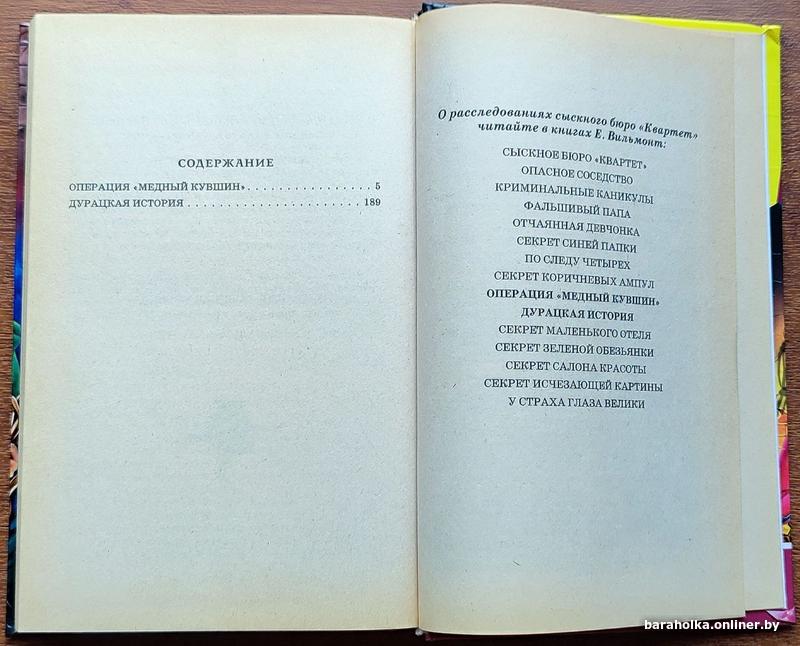 СОДЕРЖАНИЕ
ОПЕРАЦИЯ «МЕДНЫЙ КУВШИН» . . . . . . . . . . . . . . . . 5
ДУРАЦКАЯ ИСТОРИЯ . . . . . . . . . . . . . . . . . . . . . . 189
О расследованиях сыскного бюро «Квартет»
читайте в книгах Е. Вильмонт:
СЫСКНОЕ БЮРО «КВАРТЕТ»
ОПАСНОЕ СОСЕДСТВО
КРИМИНАЛЬНЫЕ КАНИКУЛЫ
ФАЛЬШИВЫЙ ПАПА
ОТЧАЯННАЯ ДЕВЧОНКА
СЕКРЕТ СИНЕЙ ПАПКИ
ПО СЛЕДУ ЧЕТЫРЕХ
СЕКРЕТ КОРИЧНЕВЫХ АМПУЛ
ОПЕРАЦИЯ «МЕДНЫЙ КУВШИН»
ДУРАЦКАЯ ИСТОРИЯ
СЕКРЕТ МАЛЕНЬКОГО ОТЕЛЯ
СЕКРЕТ ЗЕЛЕНОЙ ОБЕЗЬЯНКИ
СЕКРЕТ САЛОНА КРАСОТЫ
СЕКРЕТ ИСЧЕЗАЮЩЕЙ КАРТИНЫ
У СТРАХА ГЛАЗА ВЕЛИКИ
baraholka.onliner.by